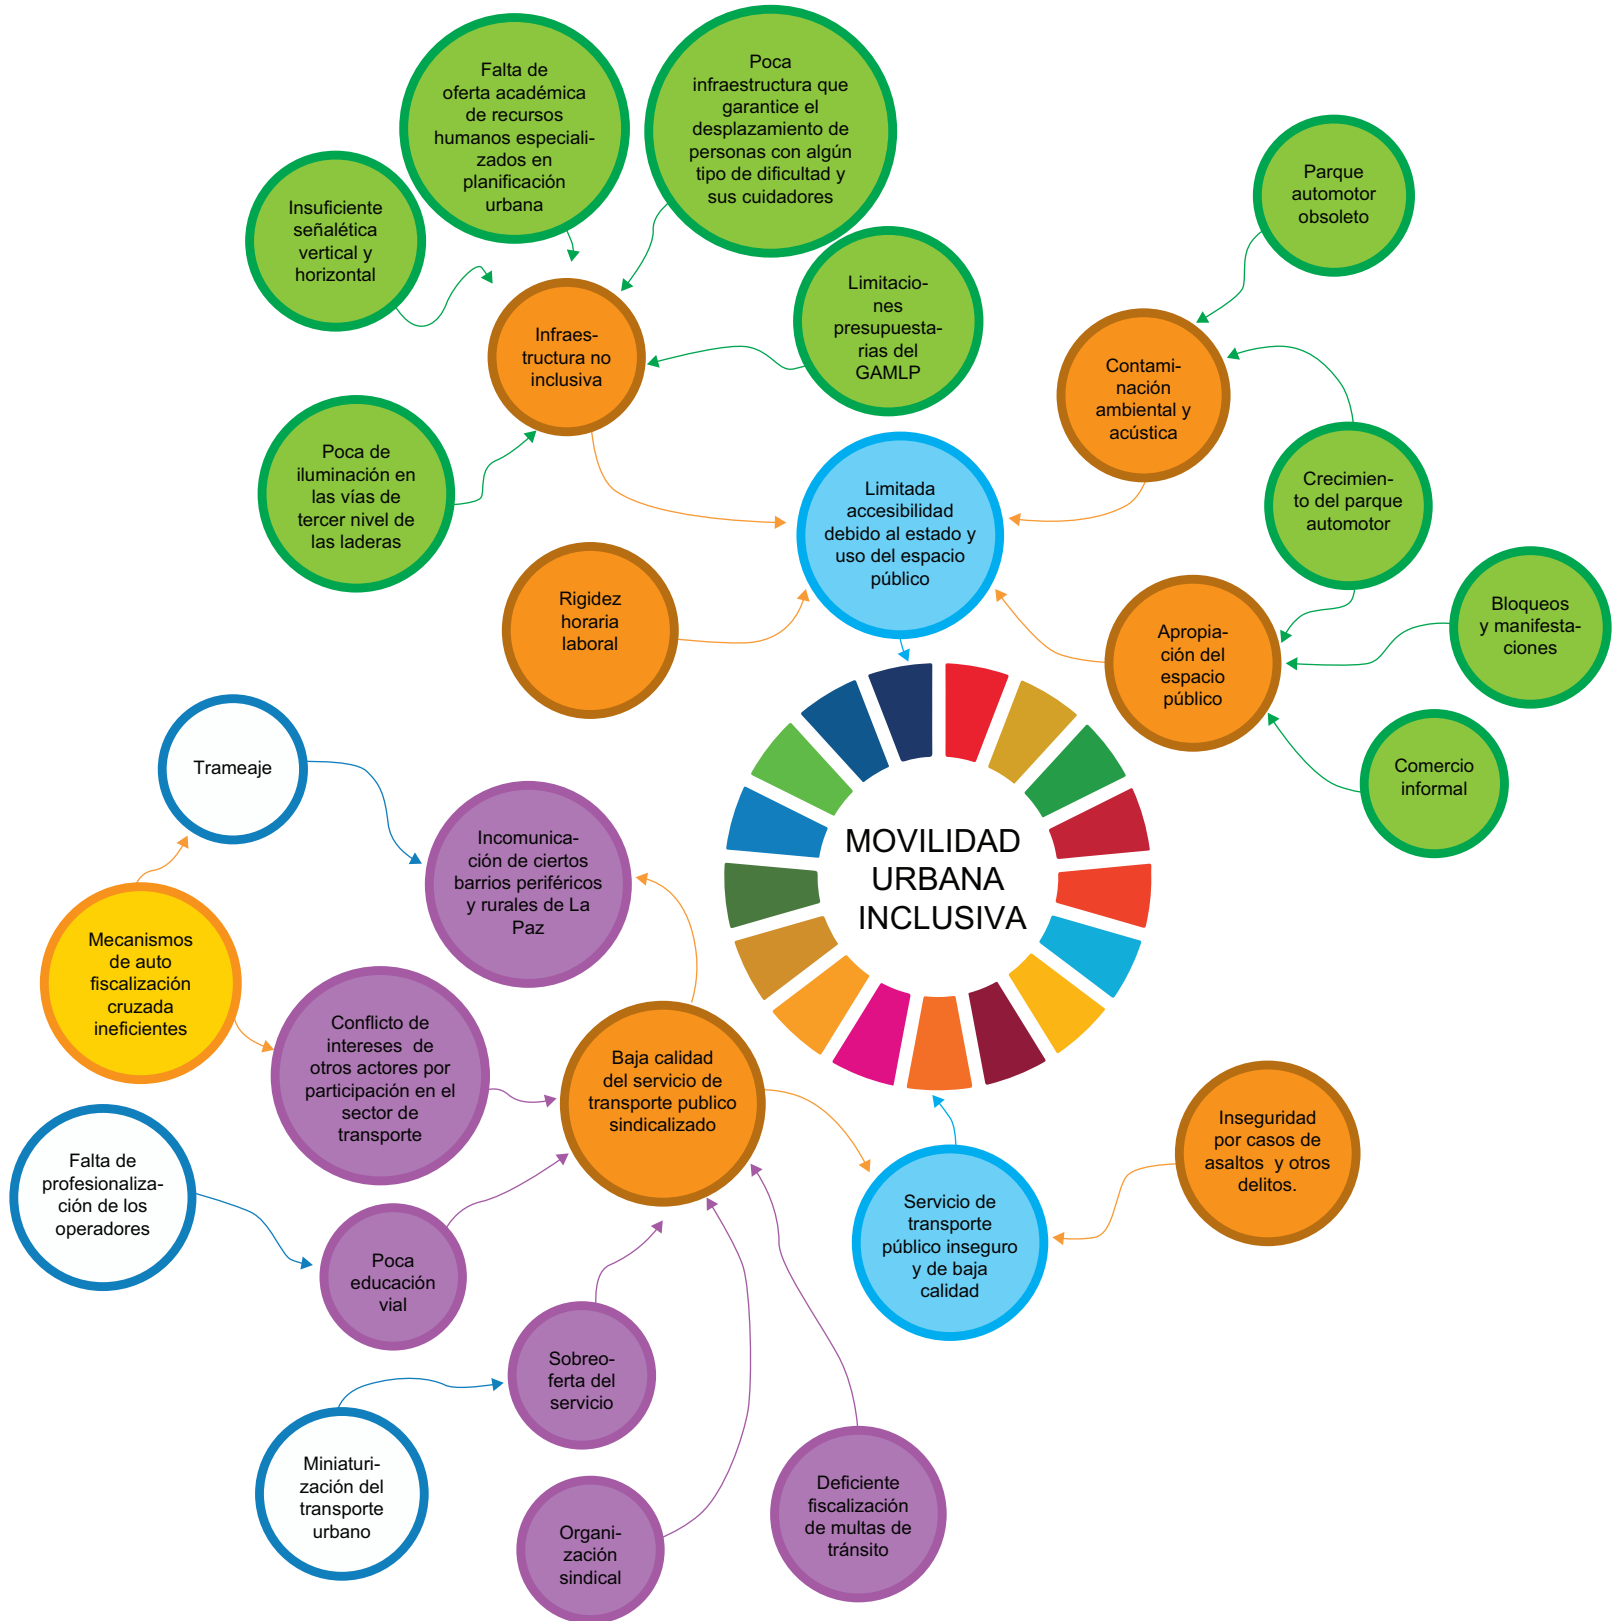 Falta de
oferta académica
de recursos
humanos especiali-
zados en
planificación
urbana
Poca
infraestructura que
garantice el
desplazamiento de
personas con algún
tipo de dificultad y
sus cuidadores
Parque
automotor
obsoleto
Insuficiente
señalética
vertical y
horizontal
Limitacio-
nes
presupuesta-
rias del
GAMLP
Infraes-
tructura no
inclusiva
Contami-
nación
ambiental y
acústica
Poca de
iluminación en
las vías de
tercer nivel de
las laderas
Limitada
accesibilidad
debido al estado y
uso del espacio
público
Crecimien-
to del parque
automotor
Rigidez
horaria
laboral
Apropia-
ción del
espacio
público
Bloqueos
y manifesta-
ciones
Comercio
informal
Trameaje
Incomunica-
ción de ciertos
barrios periféricos
y rurales de La
Paz
MOVILIDAD
URBANA
INCLUSIVA
Mecanismos
de auto
fiscalización
cruzada
ineficientes
Conflicto de
intereses  de
otros actores por
participación en el
sector de
transporte
Baja calidad
del servicio de
transporte publico
sindicalizado
Inseguridad
por casos de
asaltos  y otros
delitos.
Falta de
profesionaliza-
ción de los
operadores
Servicio de
transporte
público inseguro
y de baja
calidad
Poca
educación
vial
Sobreo-
ferta del
servicio
Miniaturi-
zación del
transporte
urbano
Organi-
zación
sindical
Deficiente
fiscalización
de multas de
tránsito